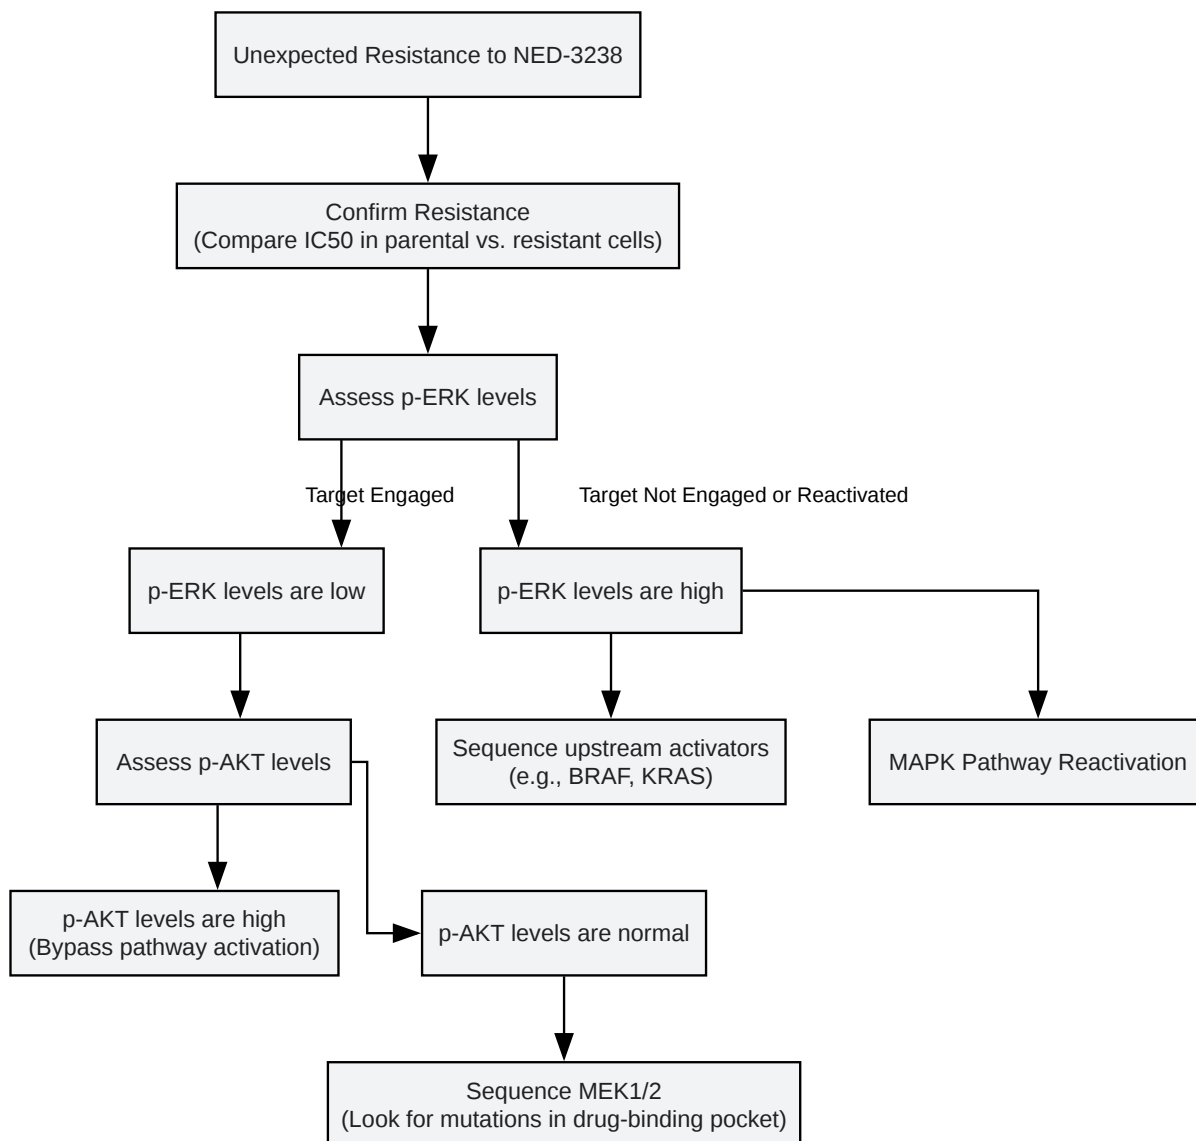 Unexpected Resistance to NED-3238
Confirm Resistance
(Compare IC50 in parental vs. resistant cells)
Assess p-ERK levels
Target Engaged
Target Not Engaged or Reactivated
p-ERK levels are low
p-ERK levels are high
Assess p-AKT levels
Sequence upstream activators
(e.g., BRAF, KRAS)
MAPK Pathway Reactivation
p-AKT levels are high
(Bypass pathway activation)
p-AKT levels are normal
Sequence MEK1/2
(Look for mutations in drug-binding pocket)